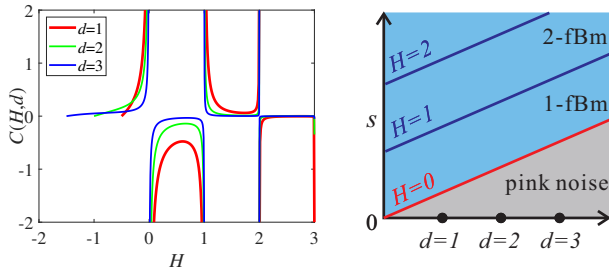 2
1
0
-1
-2
C(H,d)
d=1
d=2
d=3
-2
-1
0
1
2
3
H
s
0
H=2
H=1
H=0
2-fBm
1-fBm
pink noise
d=1
d=2
d=3